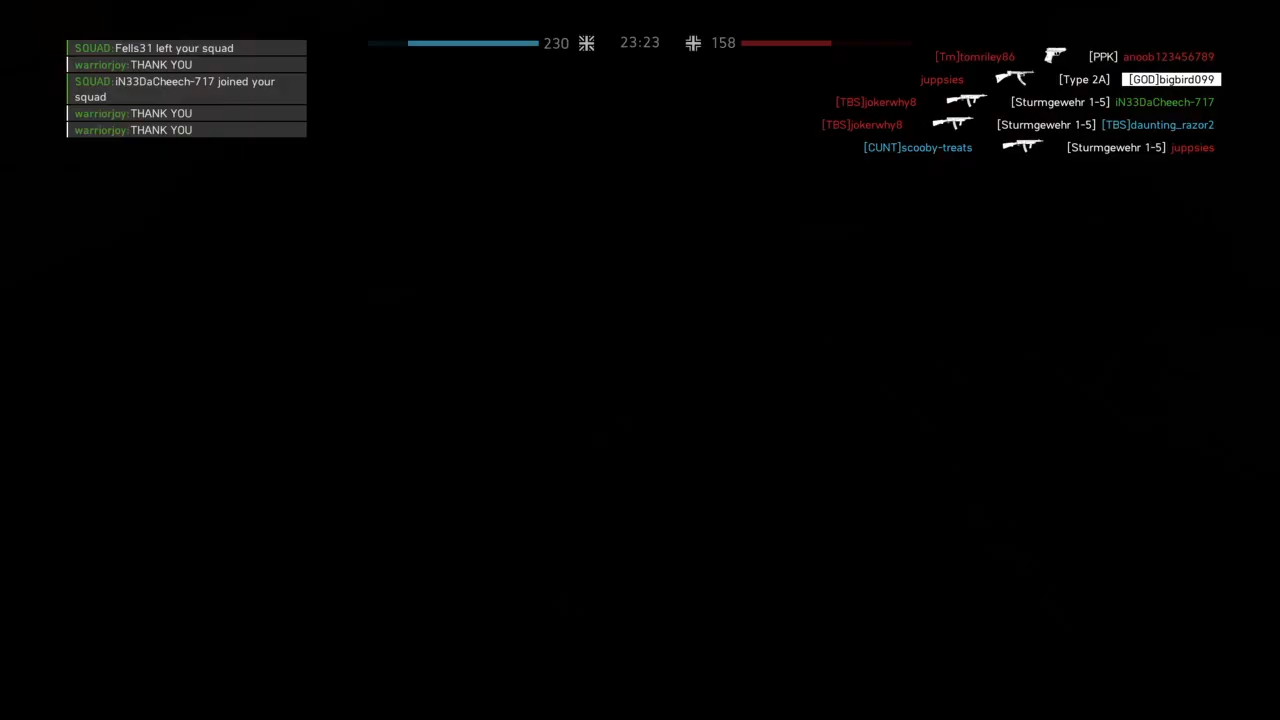 SQUAD:Fells31 left your squad
warriorjoy:THANK YOU
SQUAD:iN33DaCheech-717 joined your
squad
warriorjoy:THANK YOU
warriorjoy:THANK YOU
230 23:23 158
[Tm]tomriley86 [PPK] anoob123456789
juppsies [Type 2A] [GOD]bigbird099
[TBS]jokerwhy8 [Sturmgewehr 1-5] iN33DaCheech-717
[TBS]jokerwhy8 [Sturmgewehr 1-5] [TBS]daunting_razor2
[CUNT]scooby-treats [Sturmgewehr 1-5] juppsies